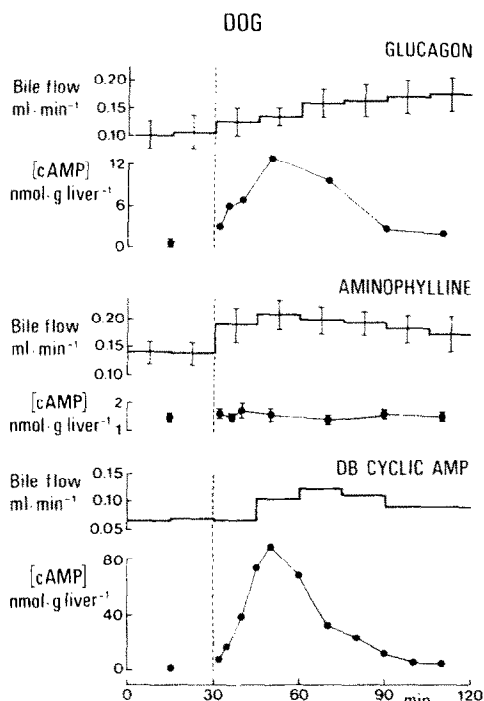 DOG
GLUCAGON
Bile flow
ml·min⁻¹
0.20
0.15
0.10
[cAMP]
nmol·g liver⁻¹
12
6
0
AMINOPHYLLINE
Bile flow
ml·min⁻¹
0.20
0.15
0.10
[cAMP]
nmol·g liver⁻¹
2
1
DB CYCLIC AMP
Bile flow
ml·min⁻¹
0.10
0.05
[cAMP]
nmol·g liver⁻¹
80
40
0
0 30 60 90 min 120